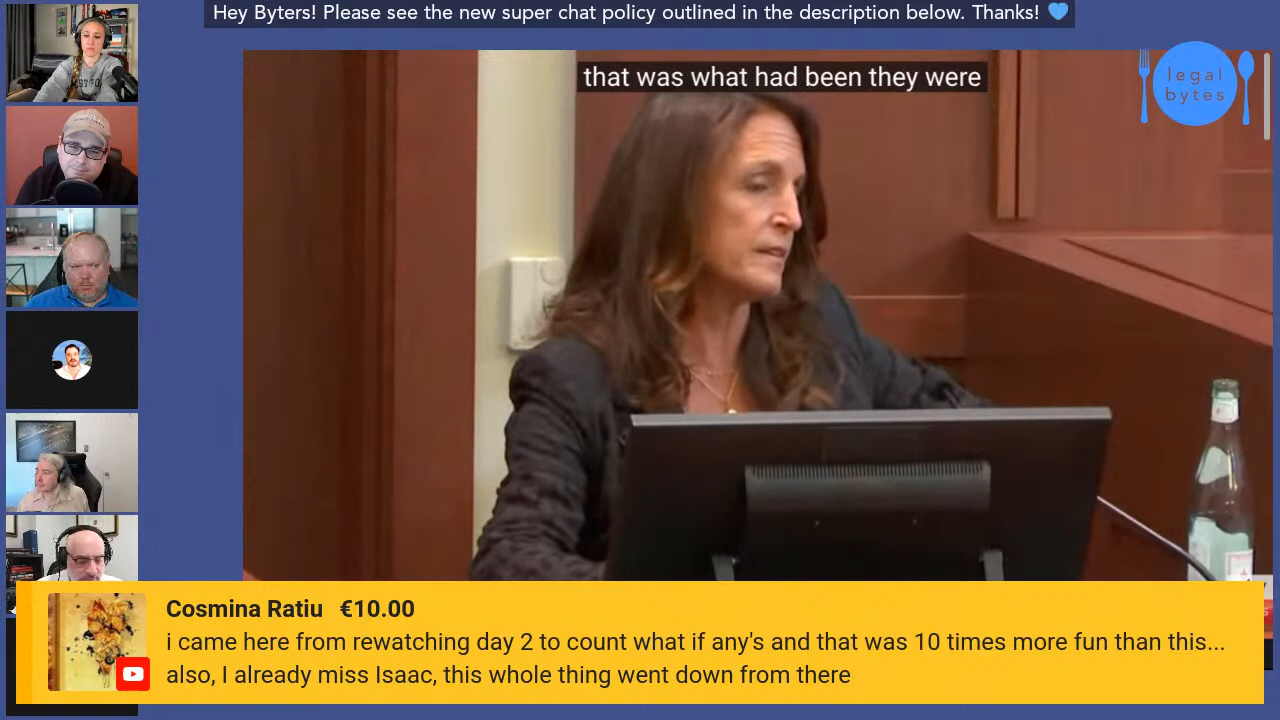 Hey Byters! Please see the new super chat policy outlined in the description below. Thanks! 💙
that was what had been they were
legal
bytes
Cosmina Ratiu €10.00
i came here from rewatching day 2 to count what if any's and that was 10 times more fun than this...
also, I already miss Isaac, this whole thing went down from there